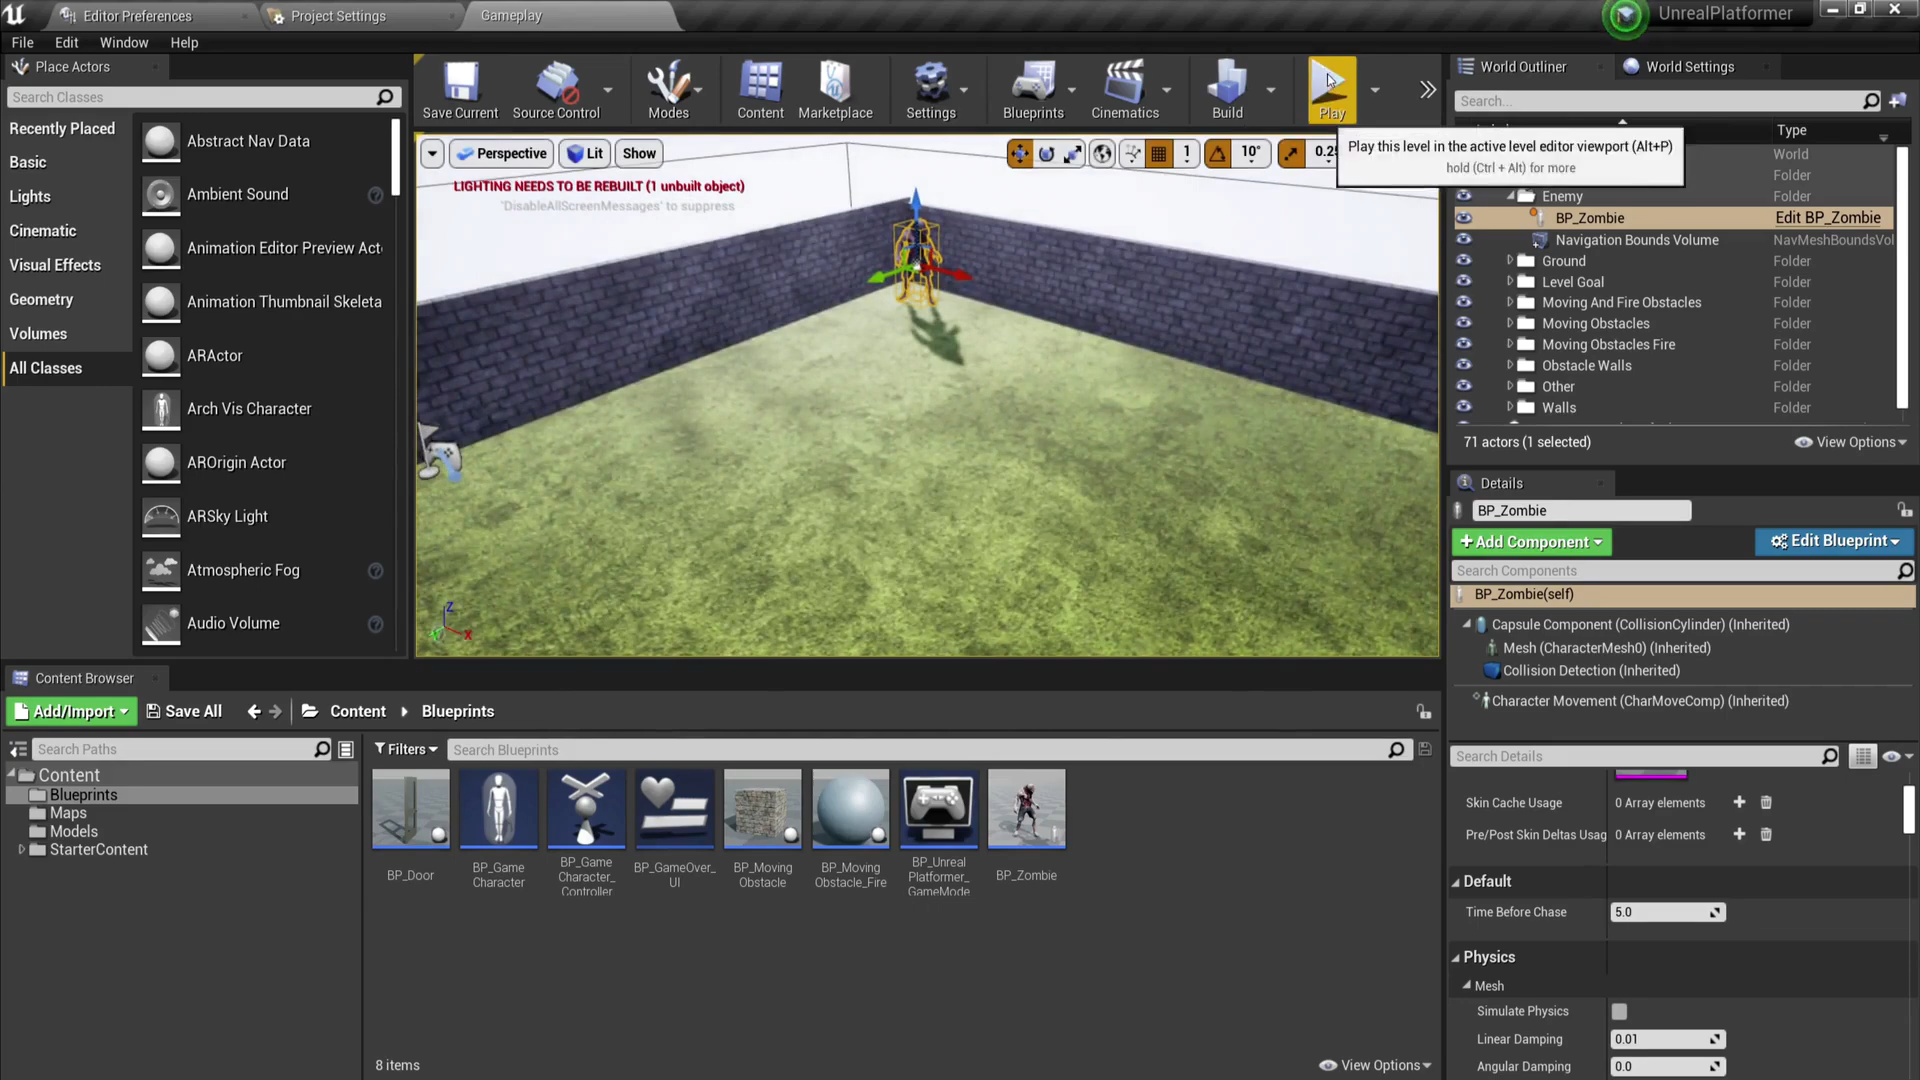 Editor Preferences
Project Settings
Gameplay
UnrealPlatformer
File
Edit
Window
Help
Place Actors
Search Classes
Recently Placed
Basic
Lights
Cinematic
Visual Effects
Geometry
Volumes
All Classes
Abstract Nav Data
Ambient Sound
Animation Editor Preview Act
Animation Thumbnail Skeleta
ARActor
Arch Vis Character
AROrigin Actor
ARSky Light
Atmospheric Fog
Audio Volume
Save Current
Source Control
Modes
Content
Marketplace
Settings
Blueprints
Cinematics
Build
Play
Perspective
Lit
Show
1
10°
0.25
LIGHTING NEEDS TO BE REBUILT (1 unbuilt object)
'DisableAllScreenMessages' to suppress
Play this level in the active level editor viewport (Alt+P)
hold (Ctrl + Alt) for more
Z
X
World Outliner
World Settings
Search...
Type
World
Folder
Enemy Folder
BP_Zombie Edit BP_Zombie
Navigation Bounds Volume NavMeshBoundsVol
Ground Folder
Level Goal Folder
Moving And Fire Obstacles Folder
Moving Obstacles Folder
Moving Obstacles Fire Folder
Obstacle Walls Folder
Other Folder
Walls Folder
71 actors (1 selected)
View Options
Details
BP_Zombie
+Add Component
Edit Blueprint
Search Components
BP_Zombie(self)
Capsule Component (CollisionCylinder) (Inherited)
Mesh (CharacterMesh0) (Inherited)
Collision Detection (Inherited)
Character Movement (CharMoveComp) (Inherited)
Search Details
Skin Cache Usage 0 Array elements
Pre/Post Skin Deltas Usag 0 Array elements
Default
Time Before Chase 5.0
Physics
Mesh
Simulate Physics
Linear Damping 0.01
Angular Damping 0.0
Content Browser
Add/Import
Save All
Content
Blueprints
Search Paths
Filters
Search Blueprints
Content
Blueprints
Maps
Models
StarterContent
BP_Door
BP_Game
Character
BP_Game
Character_
Controller
BP_GameOver_
UI
BP_Moving
Obstacle
BP_Moving
Obstacle_Fire
BP_Unreal
Platformer_
GameMode
BP_Zombie
8 items
View Options